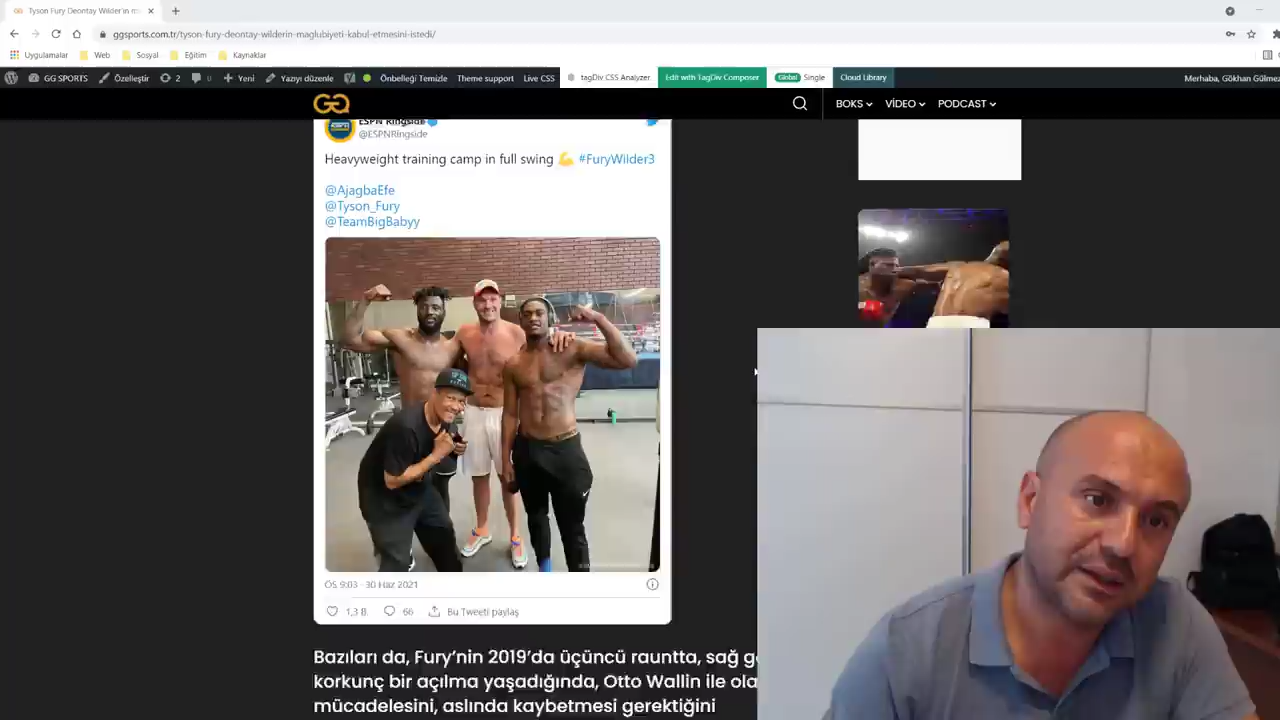 Tyson Fury Deontay Wilder'ın m
ggsports.com.tr/tyson-fury-deontay-wilderin-maglubiyeti-kabul-etmesini-istedi/
Uygulamalar Web Sosyal Eğitim Kaynaklar
GG SPORTS Özelleştir 2 0 Yeni Yazıyı düzenle Önbelleği Temizle Theme support Live CSS tagDiv CSS Analyzer Edit with TagDiv Composer Global Single Cloud Library Merhaba, Gökhan Gülmez
GG BOKS VİDEO PODCAST
ESPN Ringside
@ESPNRingside
Heavyweight training camp in full swing 💪 #FuryWilder3
@AjagbaEfe
@Tyson_Fury
@TeamBigBabyy
ÖS 9:03 · 30 Haz 2021
1,3 B 66 Bu Tweeti paylaş
Bazıları da, Fury'nin 2019'da üçüncü rauntta, sağ
korkunç bir açılma yaşadığında, Otto Wallin ile
mücadelesini, aslında kaybetmesi gerektiğini